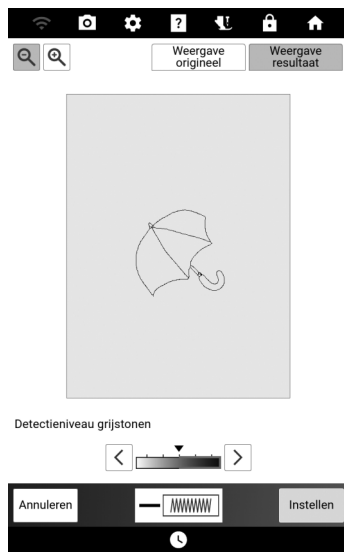 Weergave
origineel
Weergave
resultaat
Detectieniveau grijstonen
Annuleren
Instellen